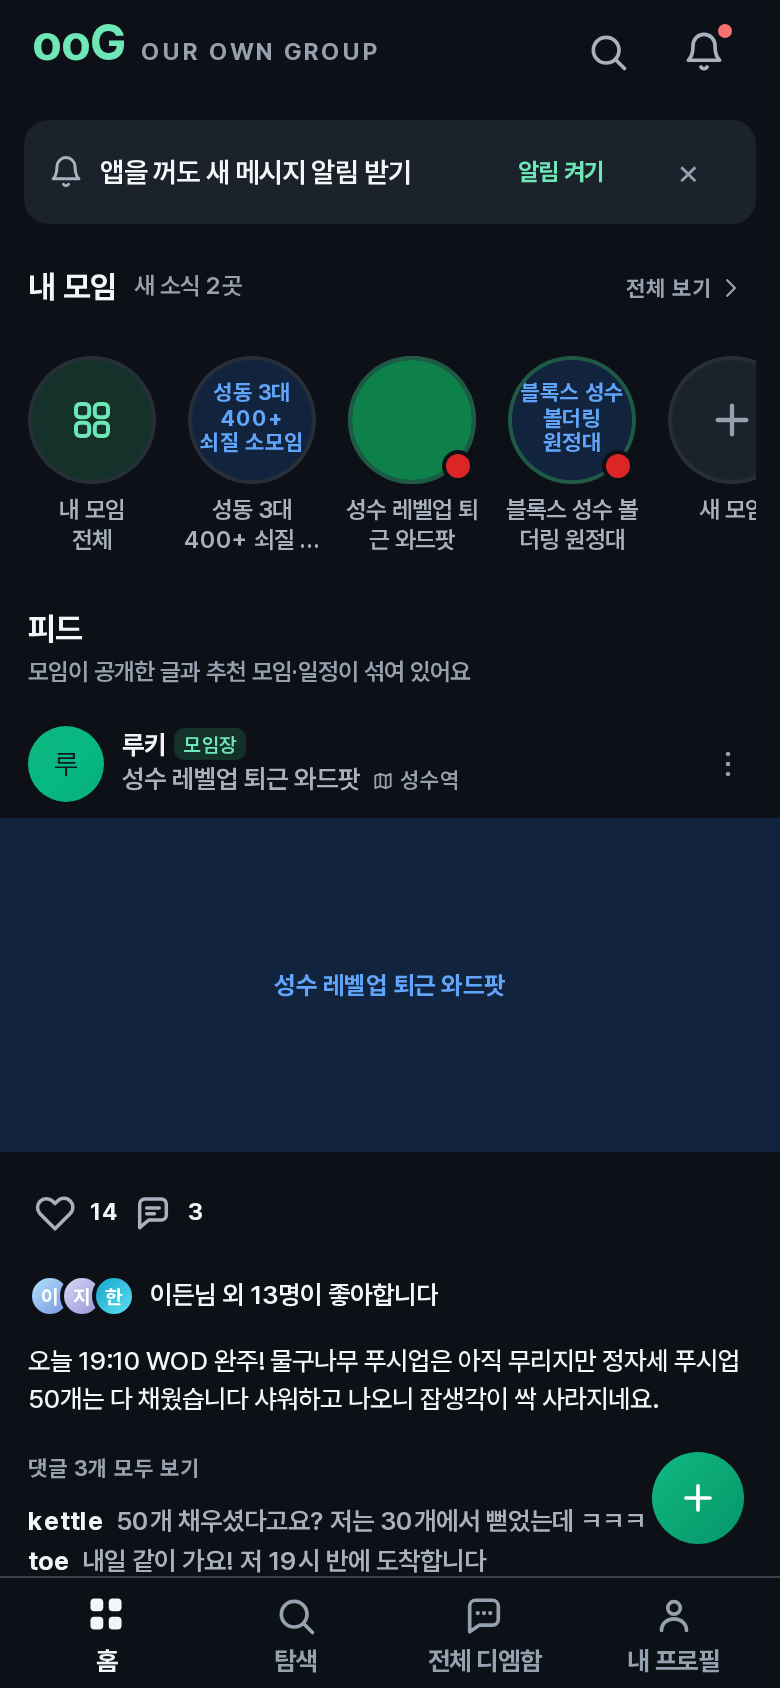 ooG OUR OWN GROUP
앱을 꺼도 새 메시지 알림 받기 알림 켜기
내 모임 새 소식 2곳 전체 보기
성동 3대
400+
쇠질 소모임
블록스 성수
볼더링
원정대
내 모임
전체
성동 3대
400+ 쇠질 ...
성수 레벨업 퇴
근 와드팟
블록스 성수 볼
더링 원정대
새 모임
피드
모임이 공개한 글과 추천 모임·일정이 섞여 있어요
루
루키 모임장
성수 레벨업 퇴근 와드팟 성수역
성수 레벨업 퇴근 와드팟
14 3
이 지 한 이든님 외 13명이 좋아합니다
오늘 19:10 WOD 완주! 물구나무 푸시업은 아직 무리지만 정자세 푸시업
50개는 다 채웠습니다 샤워하고 나오니 잡생각이 싹 사라지네요.
댓글 3개 모두 보기
kettle 50개 채우셨다고요? 저는 30개에서 뻗었는데 ㅋㅋㅋ
toe 내일 같이 가요! 저 19시 반에 도착합니다
홈 탐색 전체 디엠함 내 프로필